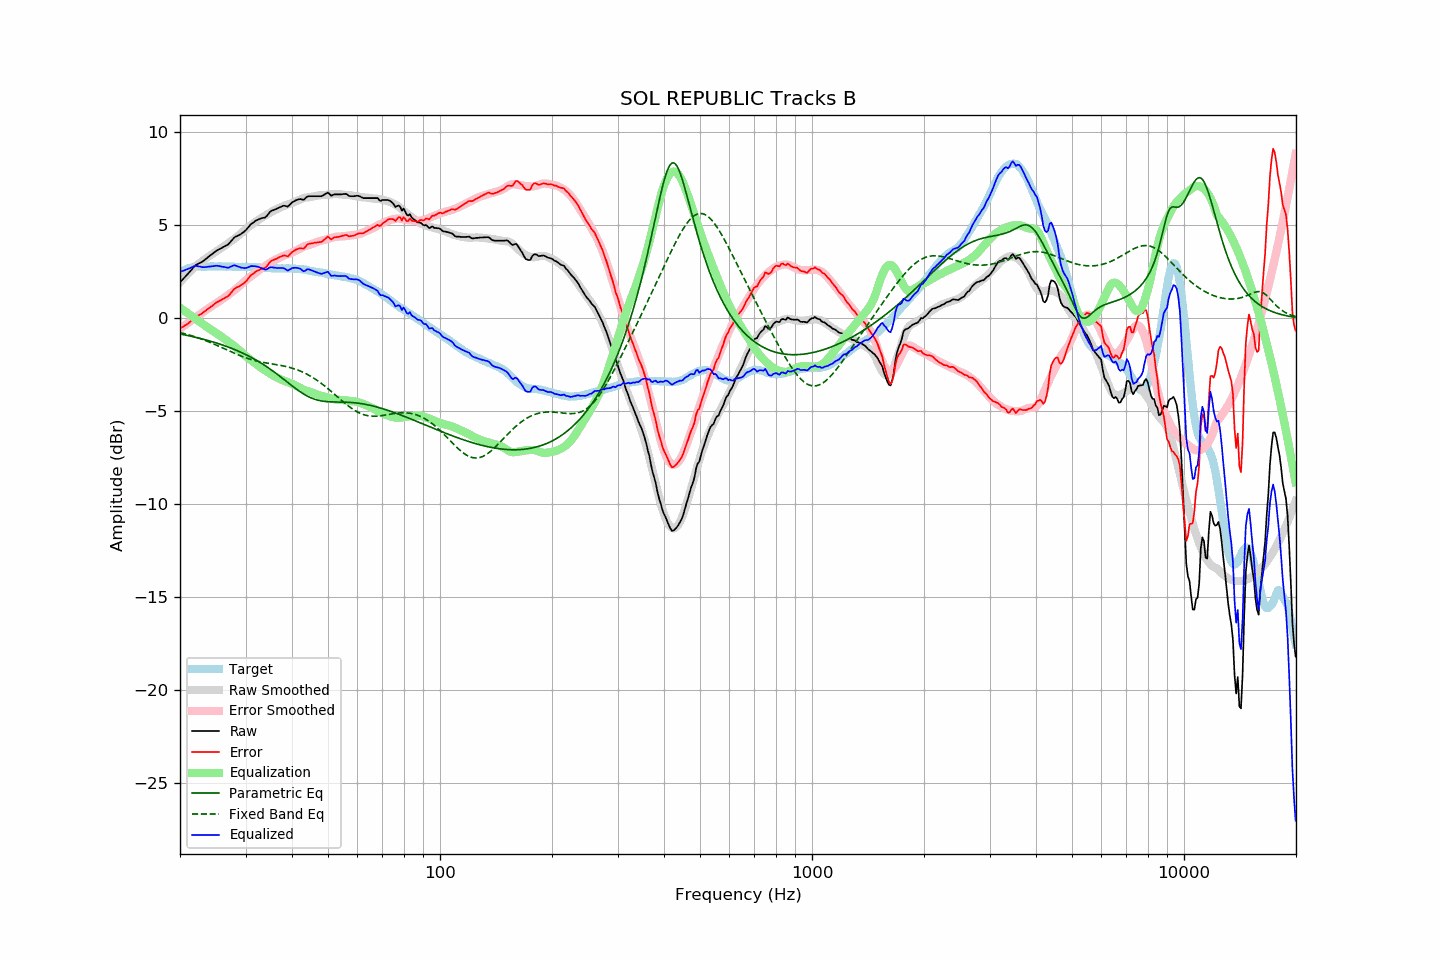 SOL REPUBLIC Tracks B
Amplitude (dBr)
10
5
0
−5
−10
−15
−20
−25
Target
Raw Smoothed
Error Smoothed
Raw
Error
Equalization
Parametric Eq
Fixed Band Eq
Equalized
100
1000
10000
Frequency (Hz)